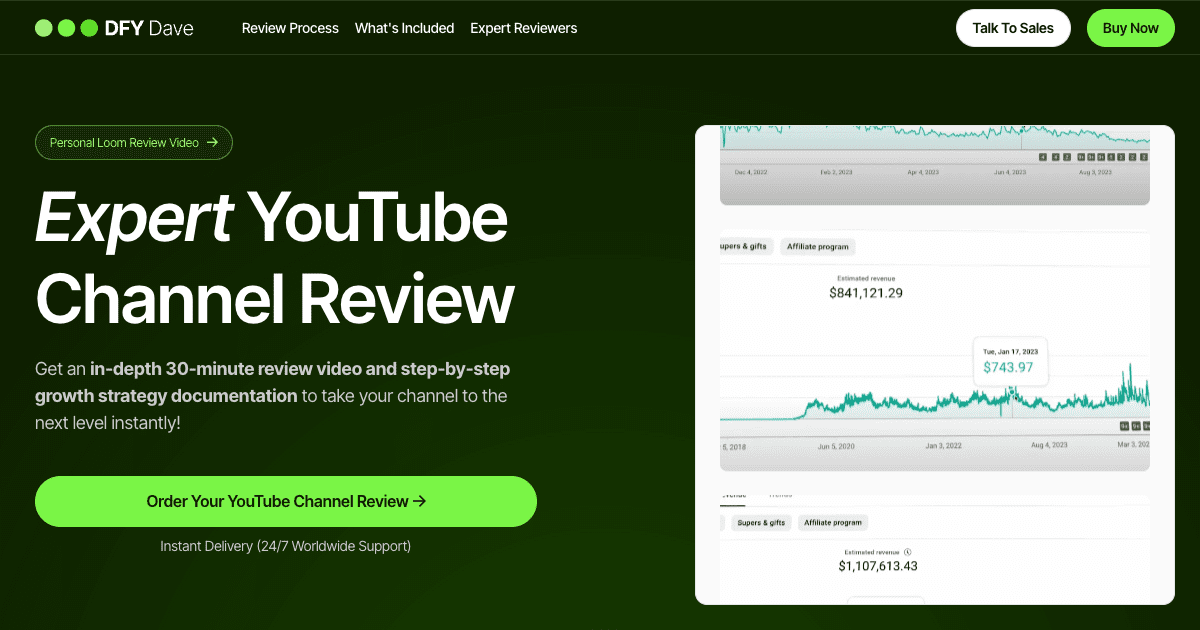 DFY Dave
Review Process
What's Included
Expert Reviewers
Talk To Sales
Buy Now
Personal Loom Review Video →
Expert YouTube
Channel Review
Get an in-depth 30-minute review video and step-by-step
growth strategy documentation to take your channel to the
next level instantly!
Order Your YouTube Channel Review →
Instant Delivery (24/7 Worldwide Support)
Dec 4, 2022
Feb 2, 2023
Apr 4, 2023
Jun 4, 2023
Aug 3, 2023
upers & gifts
Affiliate program
Estimated revenue
$841,121.29
Tue, Jan 17, 2023
$743.97
5, 2018
Jun 5, 2020
Jan 3, 2022
Aug 4, 2023
Mar 3, 202
Supers & gifts
Affiliate program
Estimated revenue
$1,107,613.43